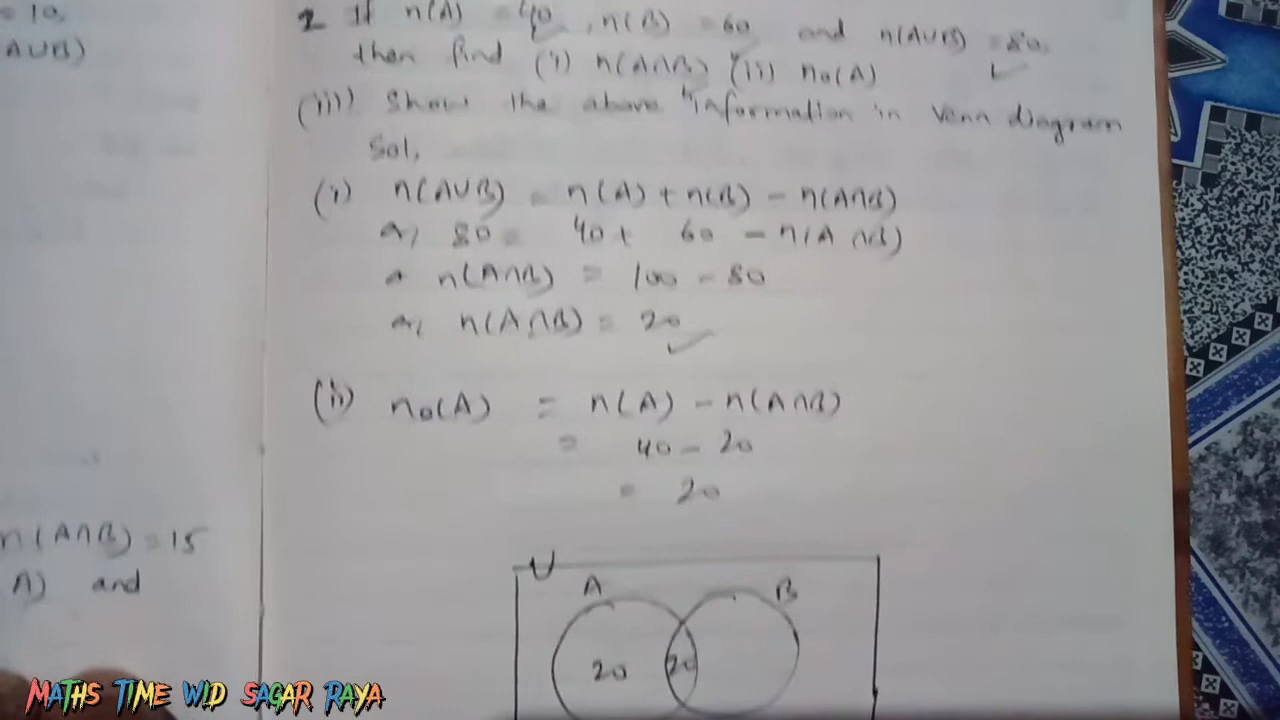 = 10,
A∪B)
n(A∩B) = 15
A) and
2 If n(A) = 40, n(B) = 60 and n(A∪B) = 80,
then find (i) n(A∩B) (ii) n₀(A)
(iii) Show the above information in Venn diagram
Sol,
(i) n(A∪B) = n(A) + n(B) - n(A∩B)
or, 80 = 40 + 60 - n(A∩B)
or n(A∩B) = 100 - 80
or, n(A∩B) = 20
(ii) n₀(A) = n(A) - n(A∩B)
= 40 - 20
= 20
U
A B
20 20
MATHS TIME WID SAGAR RAYA